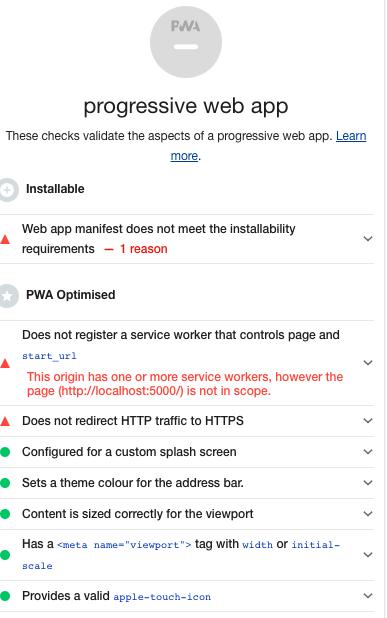 PWA
progressive web app
These checks validate the aspects of a progressive web app. Learn
more.
Installable
Web app manifest does not meet the installability
requirements — 1 reason
PWA Optimised
Does not register a service worker that controls page and
start_url
This origin has one or more service workers, however the
page (http://localhost:5000/) is not in scope.
Does not redirect HTTP traffic to HTTPS
Configured for a custom splash screen
Sets a theme colour for the address bar.
Content is sized correctly for the viewport
Has a <meta name="viewport"> tag with width or initial-
scale
Provides a valid apple-touch-icon